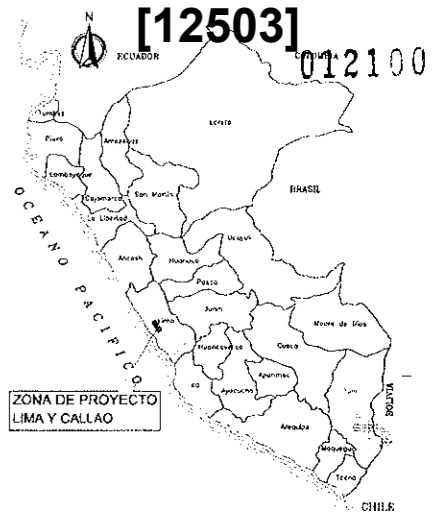 [12503]
N
ECUADOR
012100
Tumbes
Loreto
Piura
Amazonas
Lambayeque
San Martín
BRASIL
Cajamarca
La Libertad
OCEANO PACIFICO
Ancash
Huanuco
Ucayali
Pasco
Junin
Lima
Madre de Dios
Huancavelica
Cusco
ZONA DE PROYECTO
LIMA Y CALLAO
Ica
Ayacucho
Apurimac
Puno
BOLIVIA
Arequipa
Moquegua
Tacna
CHILE